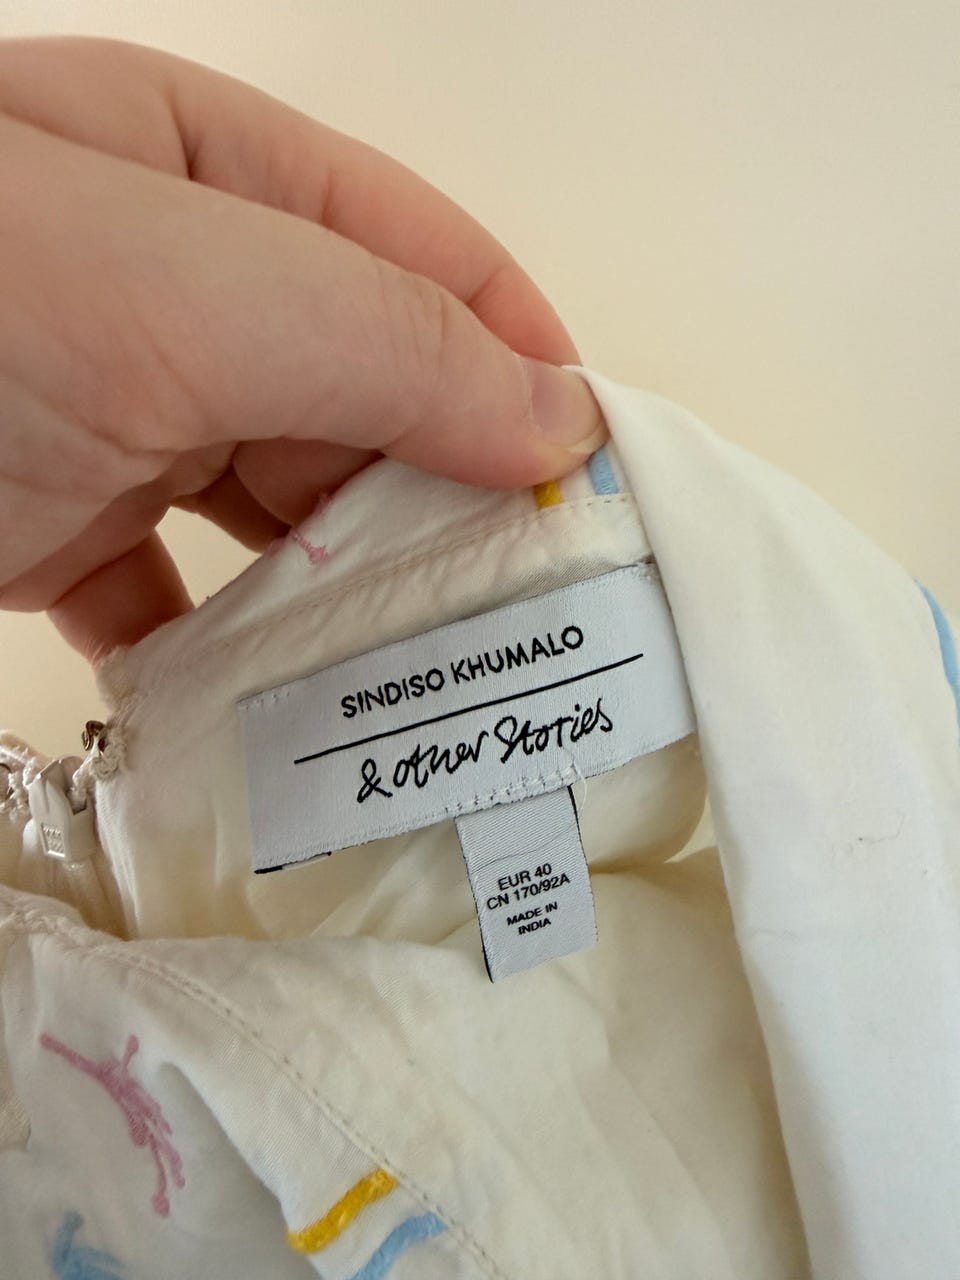 SINDISO KHUMALO
& other Stories
EUR 40
CN 170/92A
MADE IN
INDIA